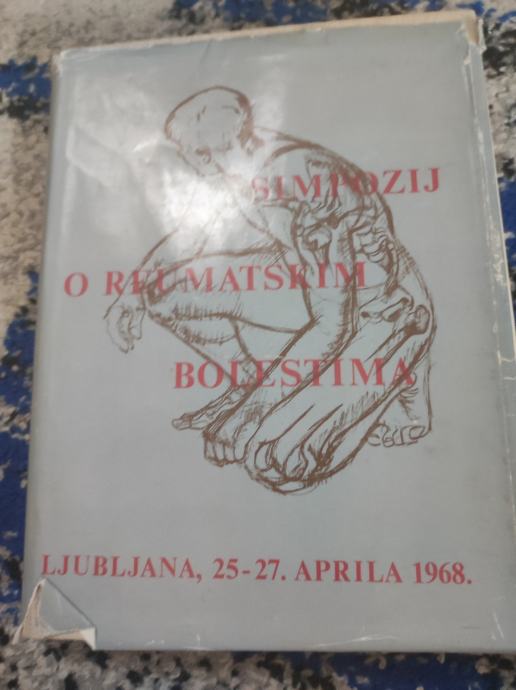 SIMPOZIJ
O REUMATSKIM
BOLESTIMA
LJUBLJANA, 25-27. APRILA 1968.